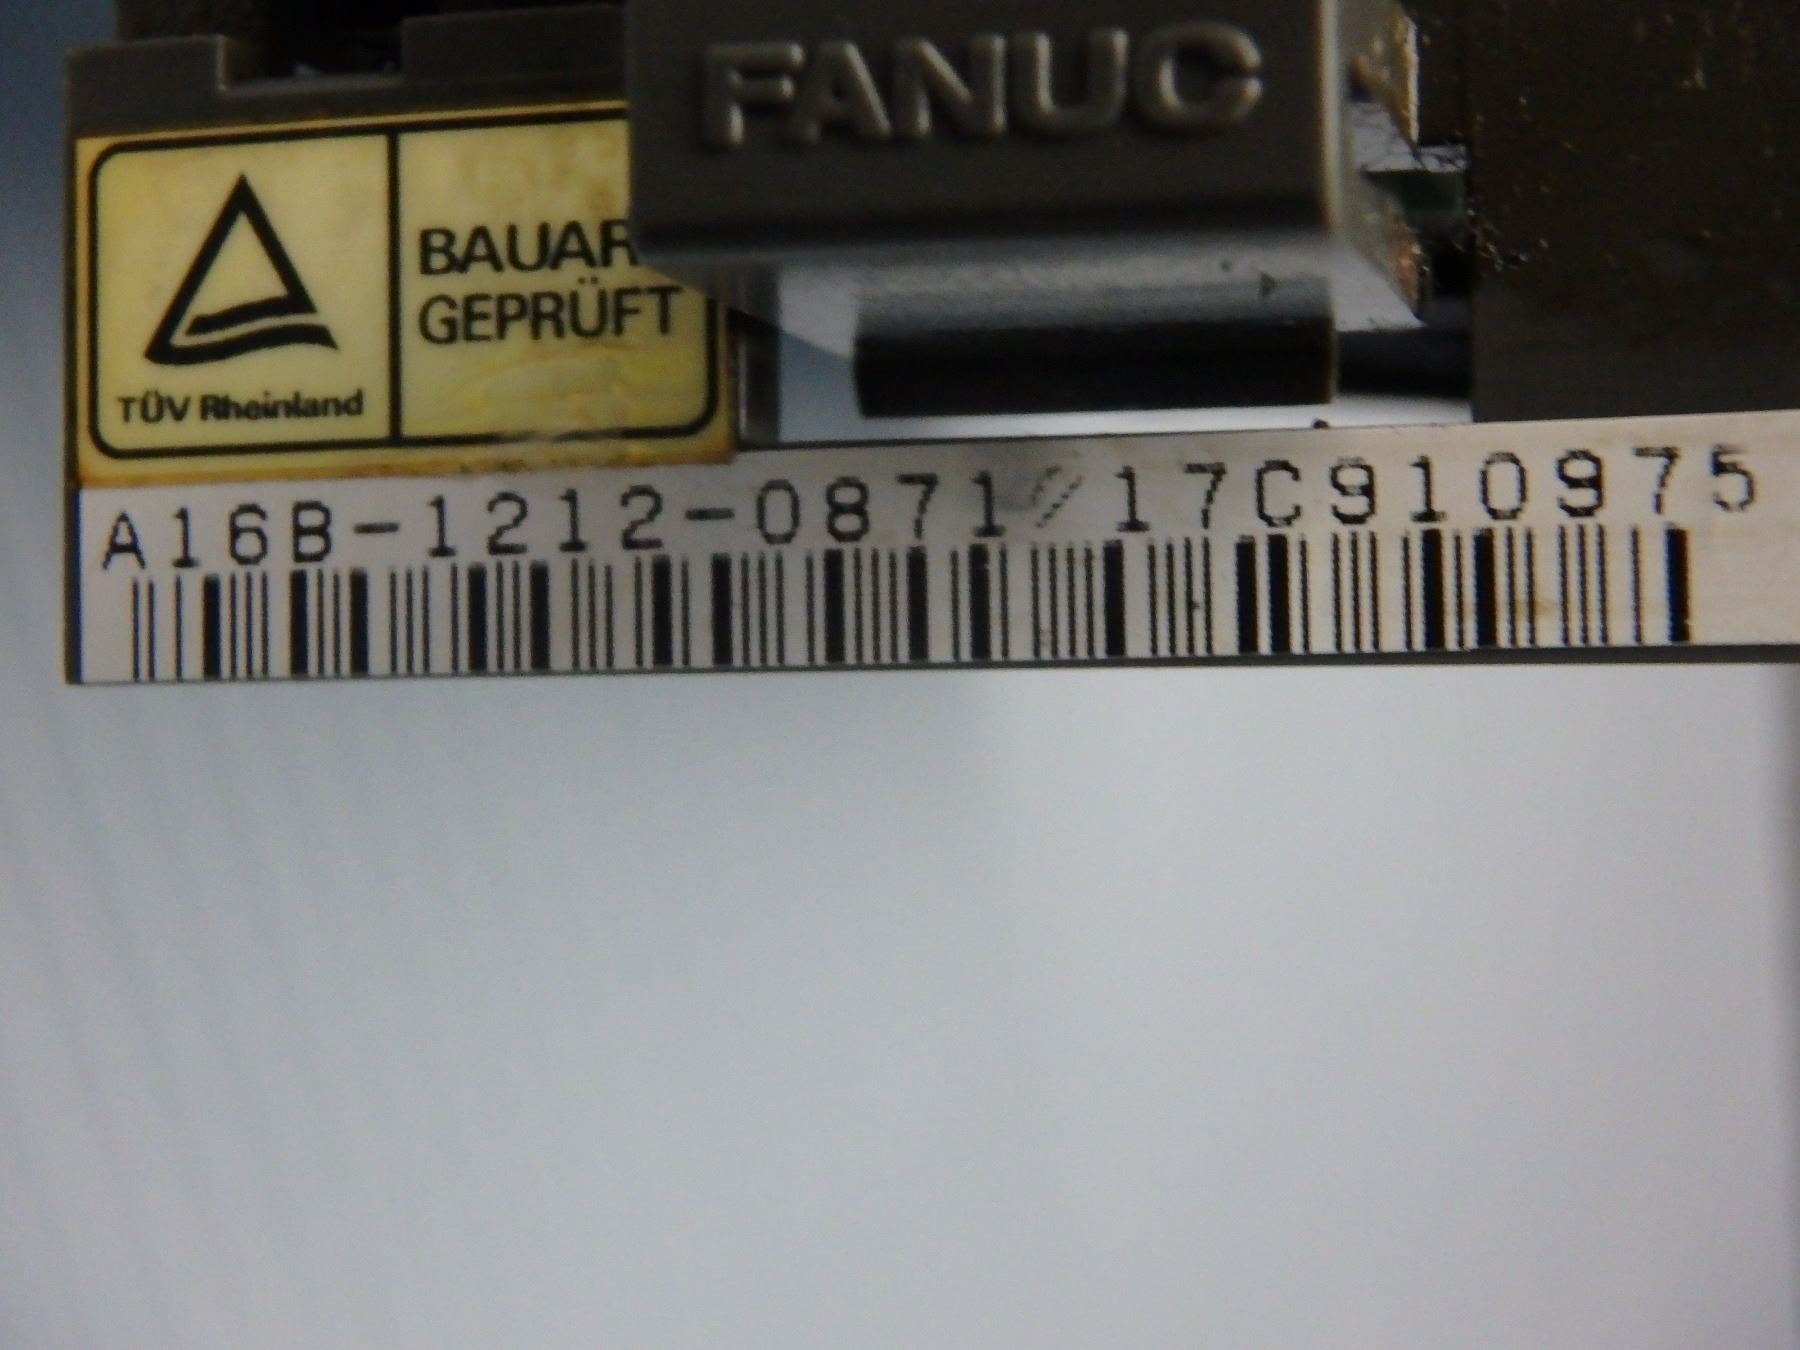 FANUC
BAUAR
GEPRÜFT
TÜV Rheinland
A16B-1212-0871/17C910975